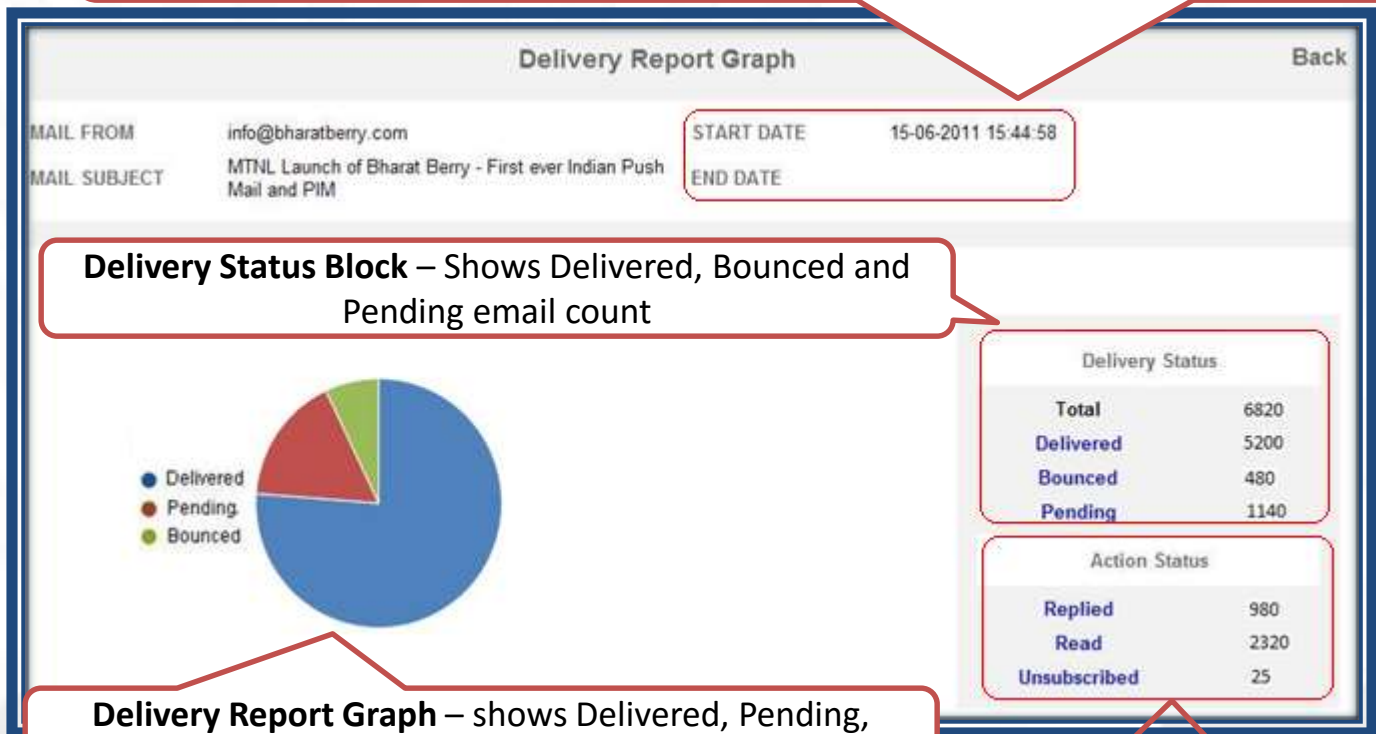 Delivery Report Graph
Back
MAIL FROM
info@bharatberry.com
START DATE
15-06-2011 15:44:58
MAIL SUBJECT
MTNL Launch of Bharat Berry - First ever Indian Push
Mail and PIM
END DATE
Delivery Status Block – Shows Delivered, Bounced and
Pending email count
Delivered
Pending
Bounced
Delivery Status
Total 6820
Delivered 5200
Bounced 480
Pending 1140
Action Status
Replied 980
Read 2320
Unsubscribed 25
Delivery Report Graph – shows Delivered, Pending,